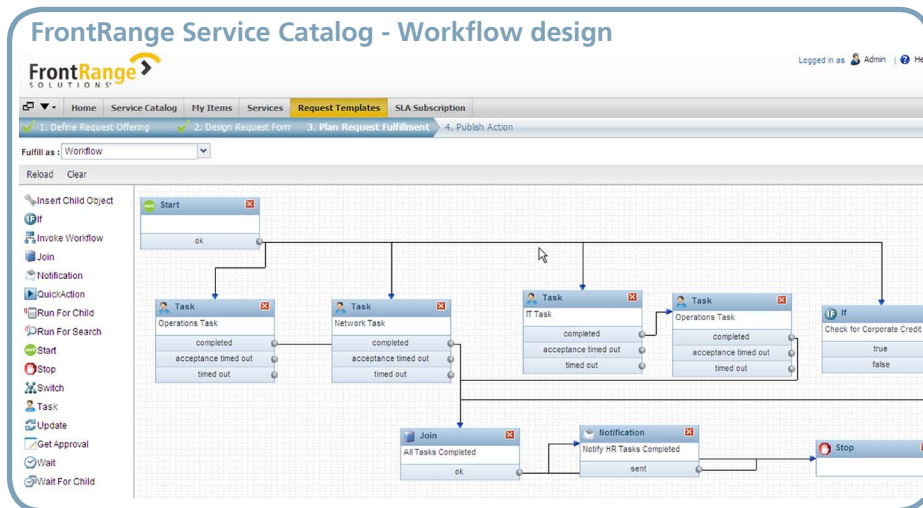 FrontRange Service Catalog - Workflow design
FrontRange
SOLUTIONS
Logged in as Admin | He
Home Service Catalog My Items Services Request Templates SLA Subscription
1. Define Request Offering 2. Design Request Form 3. Plan Request Fulfillment 4. Publish Action
Fulfill as : Workflow
Reload Clear
Insert Child Object
If
Invoke Workflow
Join
Notification
QuickAction
Run For Child
Run For Search
Start
Stop
Switch
Task
Update
Get Approval
Wait
Wait For Child
Start
ok
Task
Operations Task
completed
acceptance timed out
timed out
Task
Network Task
completed
acceptance timed out
timed out
Task
IT Task
completed
acceptance timed out
timed out
Task
Operations Task
completed
acceptance timed out
timed out
If
Check for Corporate Credit
true
false
Join
All Tasks Completed
ok
Notification
Notify HR Tasks Completed
sent
Stop